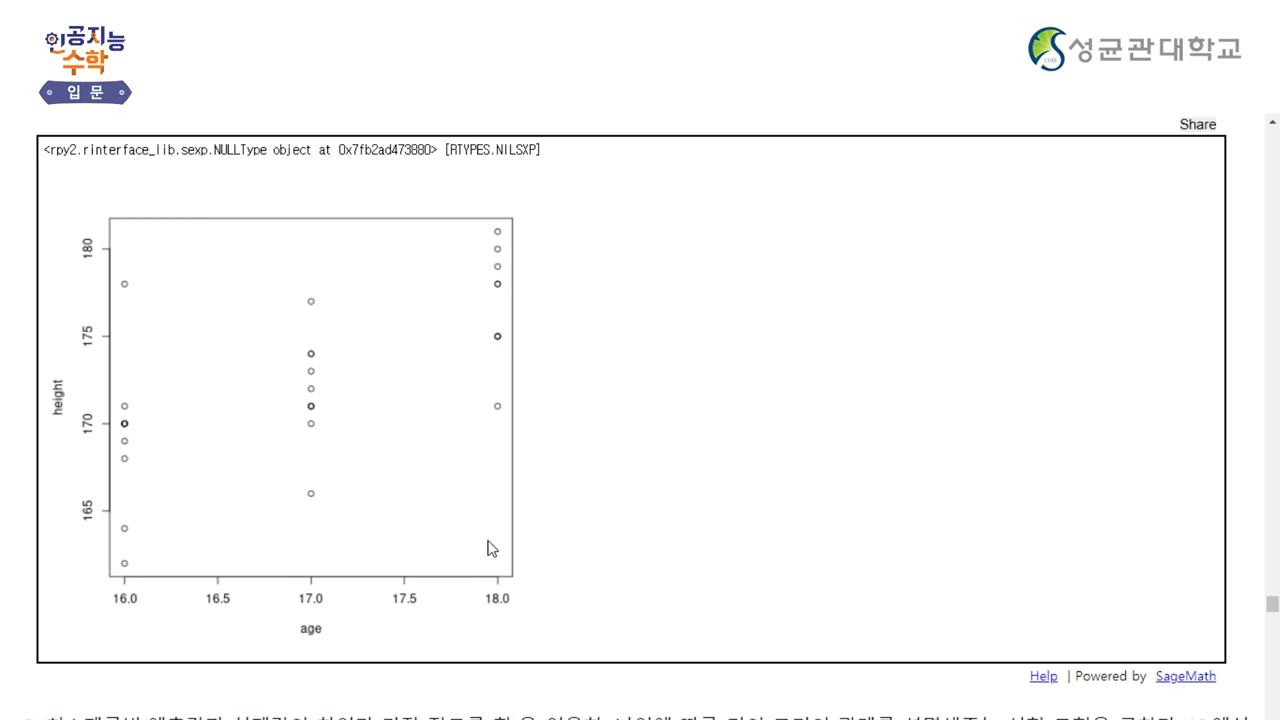 인공지능
수학
입 문
1398
성균관대학교
Share
<rpy2.rinterface_lib.sexp.NULLType object at 0x7fb2ad473880> [RTYPES.NILSXP]
180
175
170
165
height
16.0 16.5 17.0 17.5 18.0
age
Help | Powered by SageMath